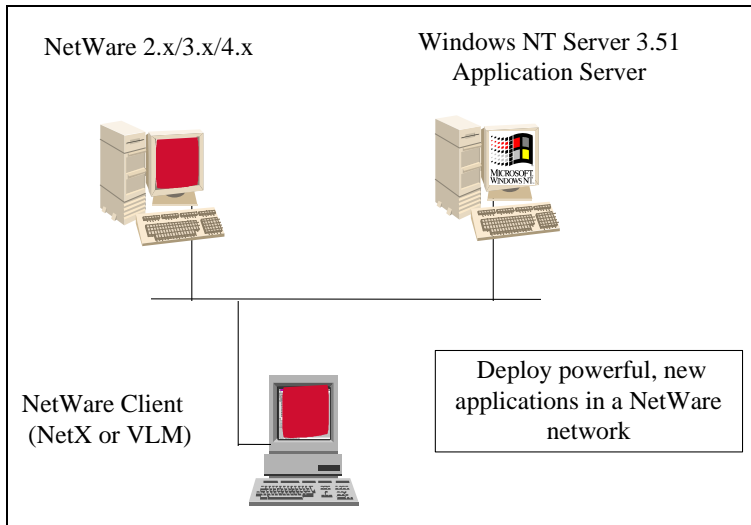 NetWare 2.x/3.x/4.x
Windows NT Server 3.51
Application Server
MICROSOFT
WINDOWS NT.
NetWare Client
(NetX or VLM)
Deploy powerful, new
applications in a NetWare
network